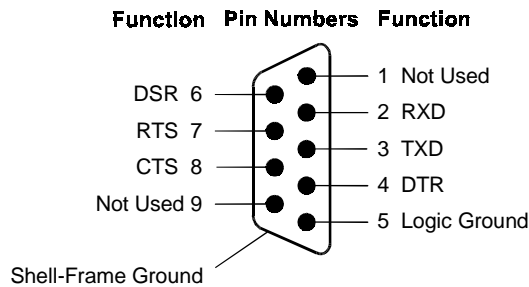 Function Pin Numbers Function
1 Not Used
DSR 6
2 RXD
RTS 7
3 TXD
CTS 8
4 DTR
Not Used 9
5 Logic Ground
Shell-Frame Ground